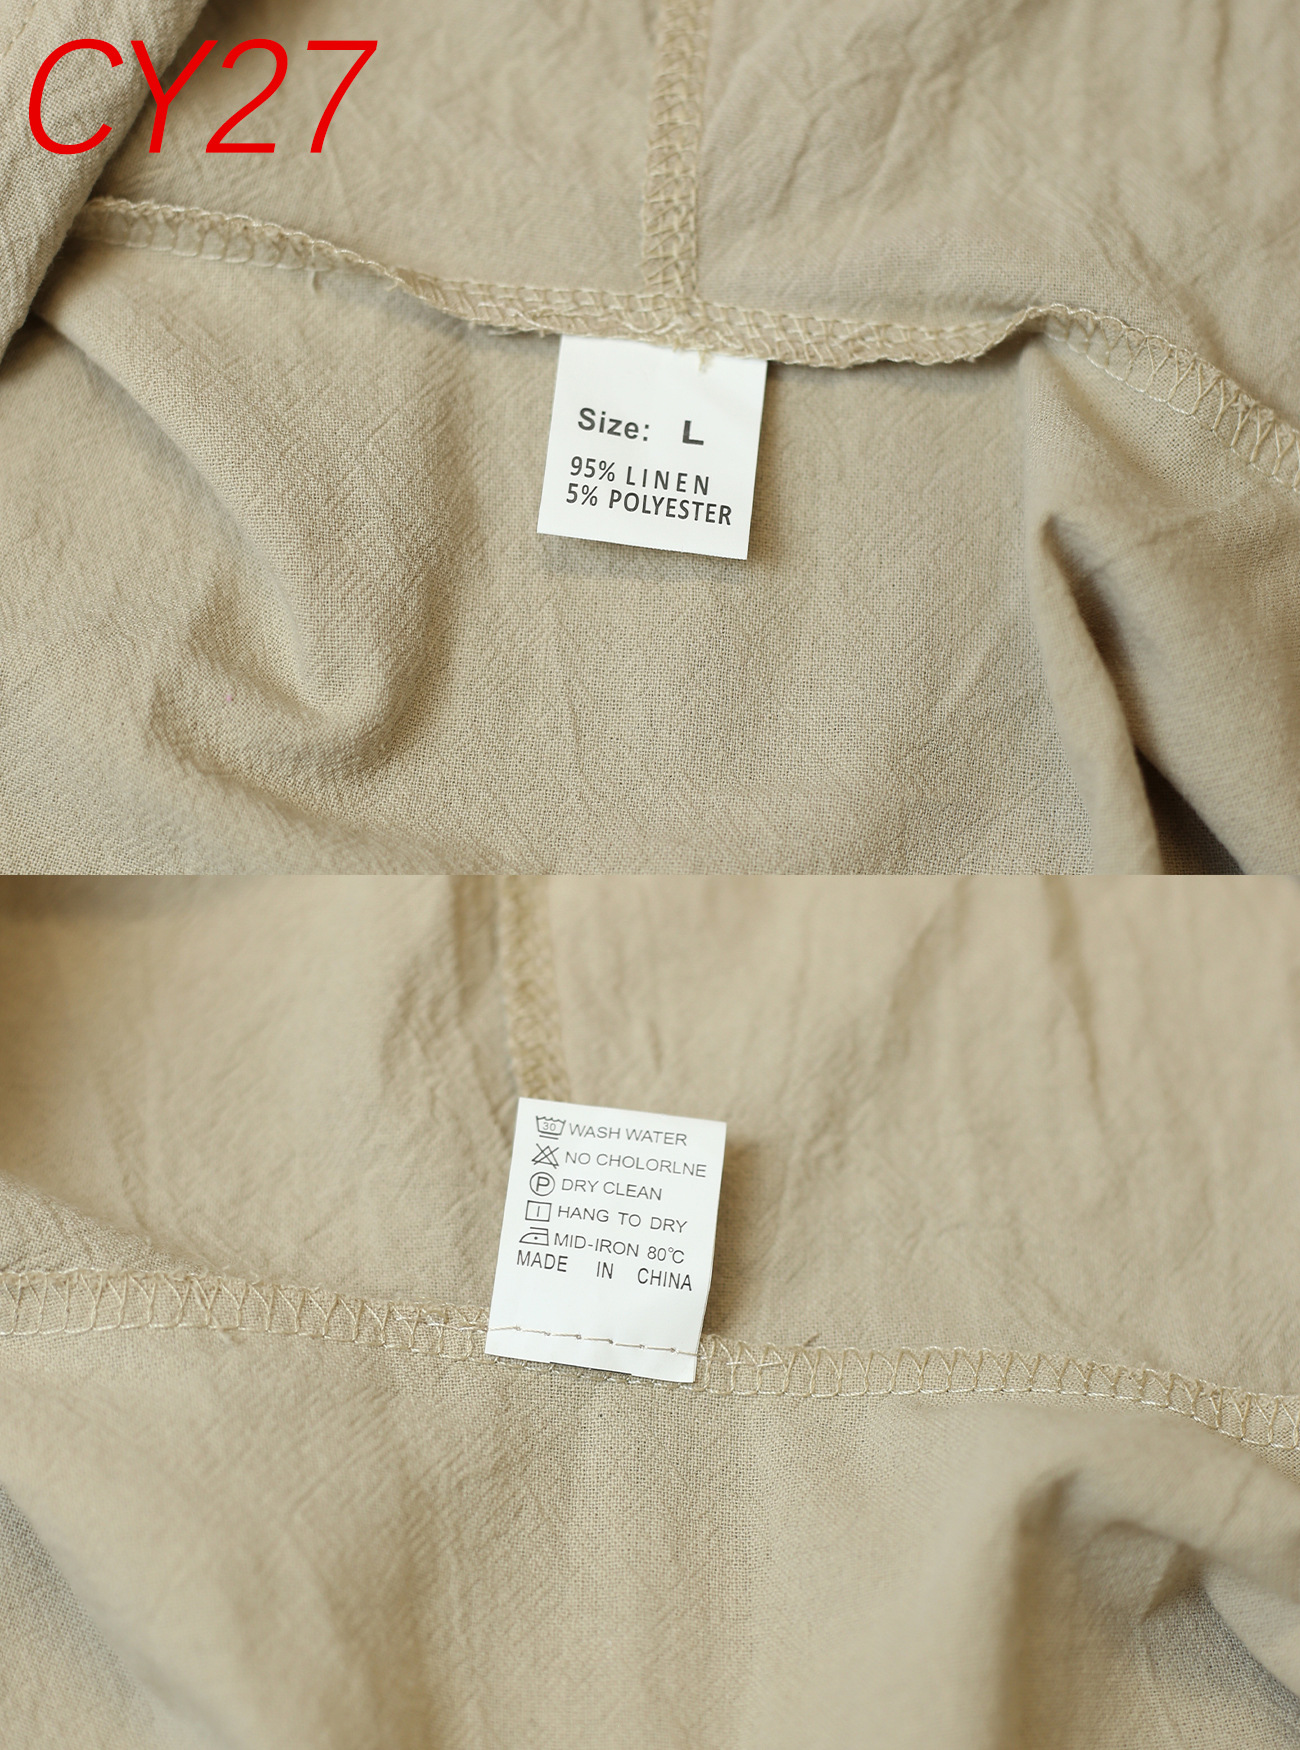 CY27
Size: L
95% LINEN
5% POLYESTER
30 WASH WATER
NO CHOLORLNE
P DRY CLEAN
HANG TO DRY
MID-IRON 80℃
MADE IN CHINA